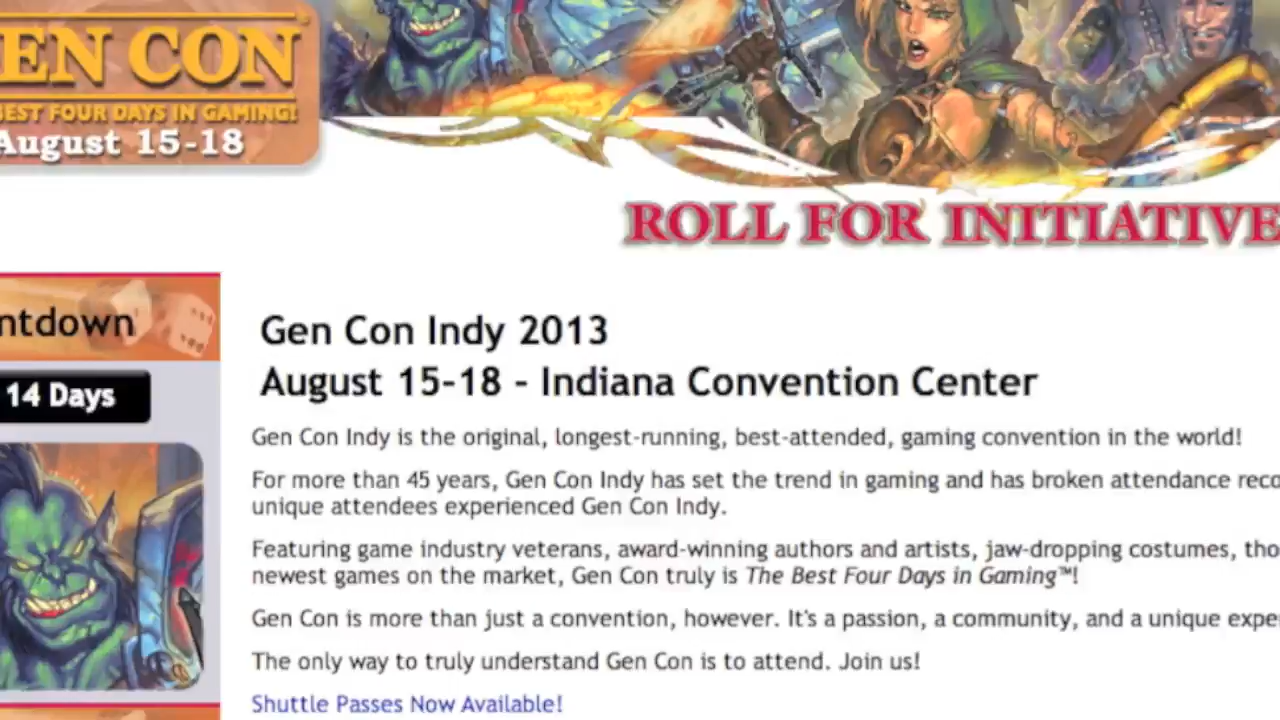 EN CON
BEST FOUR DAYS IN GAMING!
August 15-18
ROLL FOR INITIATIVE
ntdown
14 Days
Gen Con Indy 2013
August 15-18 - Indiana Convention Center
Gen Con Indy is the original, longest-running, best-attended, gaming convention in the world!
For more than 45 years, Gen Con Indy has set the trend in gaming and has broken attendance reco
unique attendees experienced Gen Con Indy.
Featuring game industry veterans, award-winning authors and artists, jaw-dropping costumes, tho
newest games on the market, Gen Con truly is The Best Four Days in Gaming™!
Gen Con is more than just a convention, however. It's a passion, a community, and a unique expe
The only way to truly understand Gen Con is to attend. Join us!
Shuttle Passes Now Available!